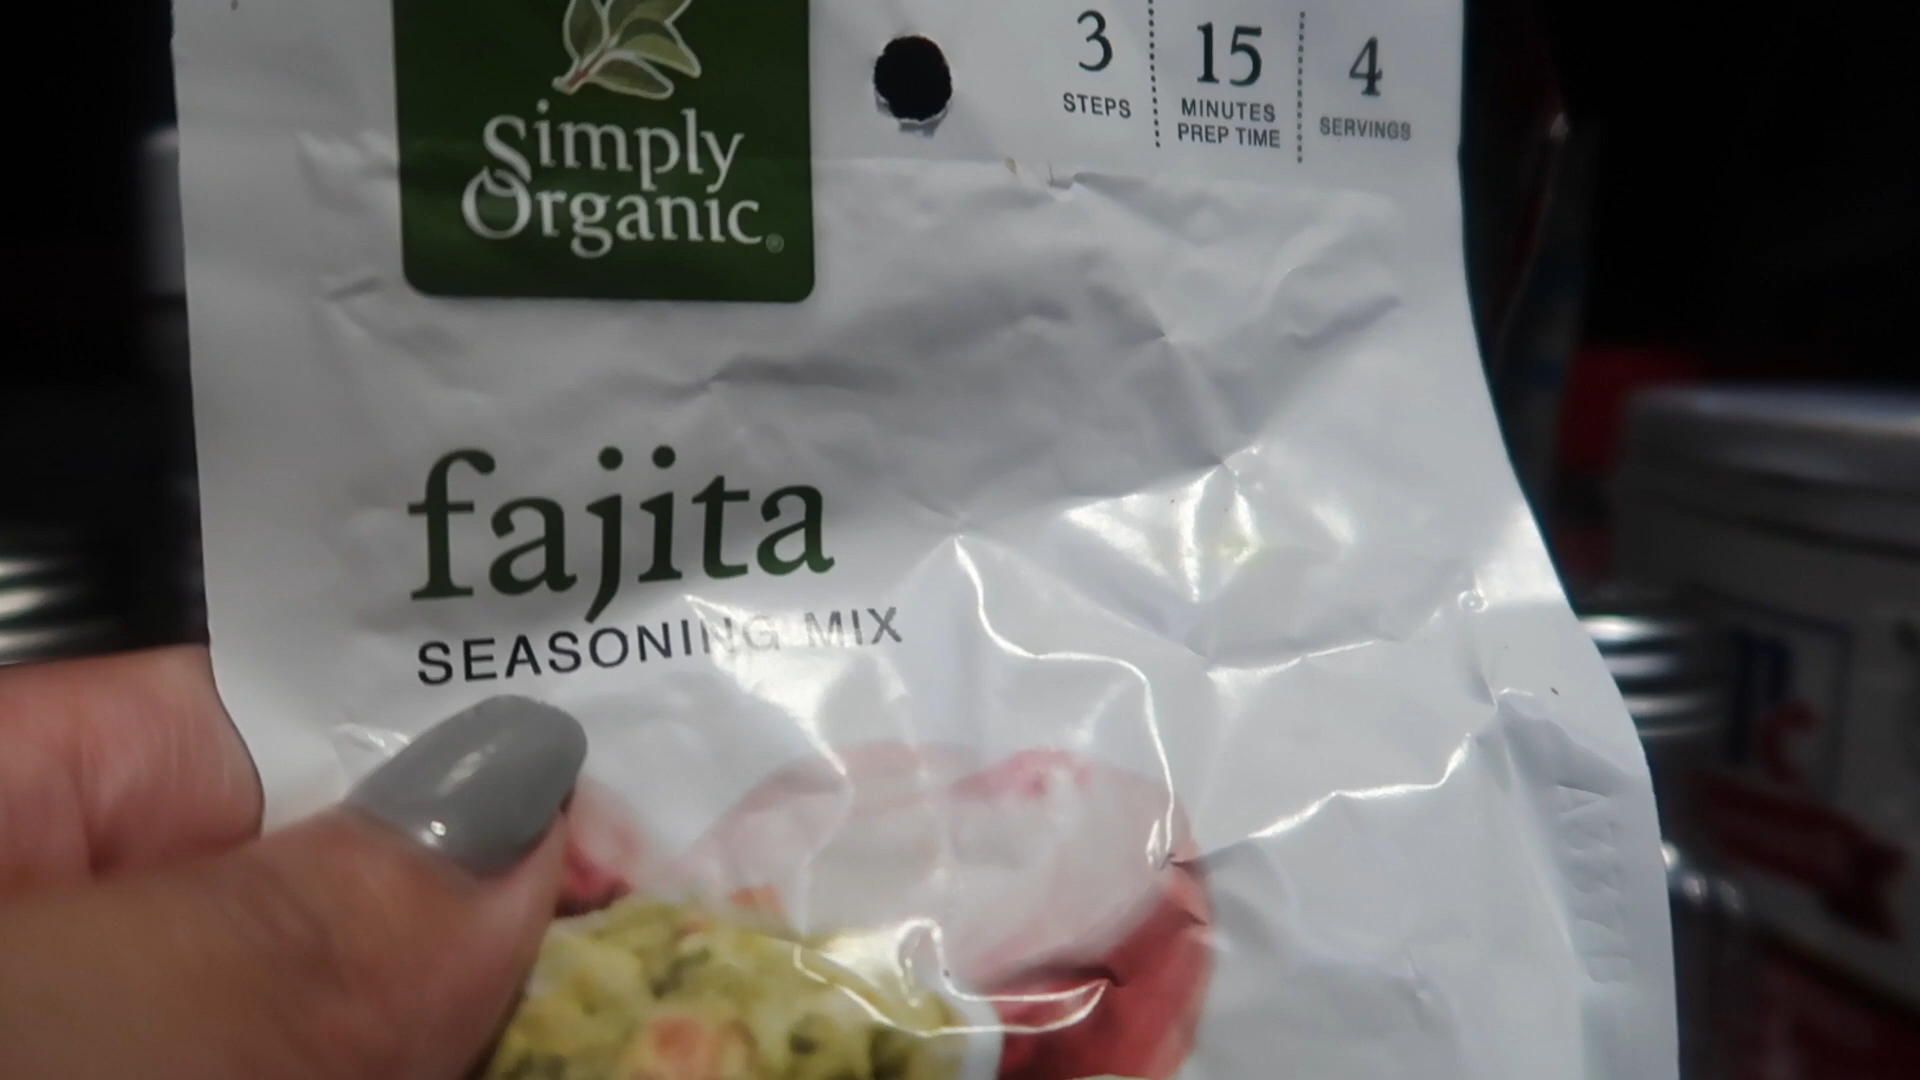 Simply
Organic®
3
STEPS
15
MINUTES
PREP TIME
4
SERVINGS
fajita
SEASONING MIX